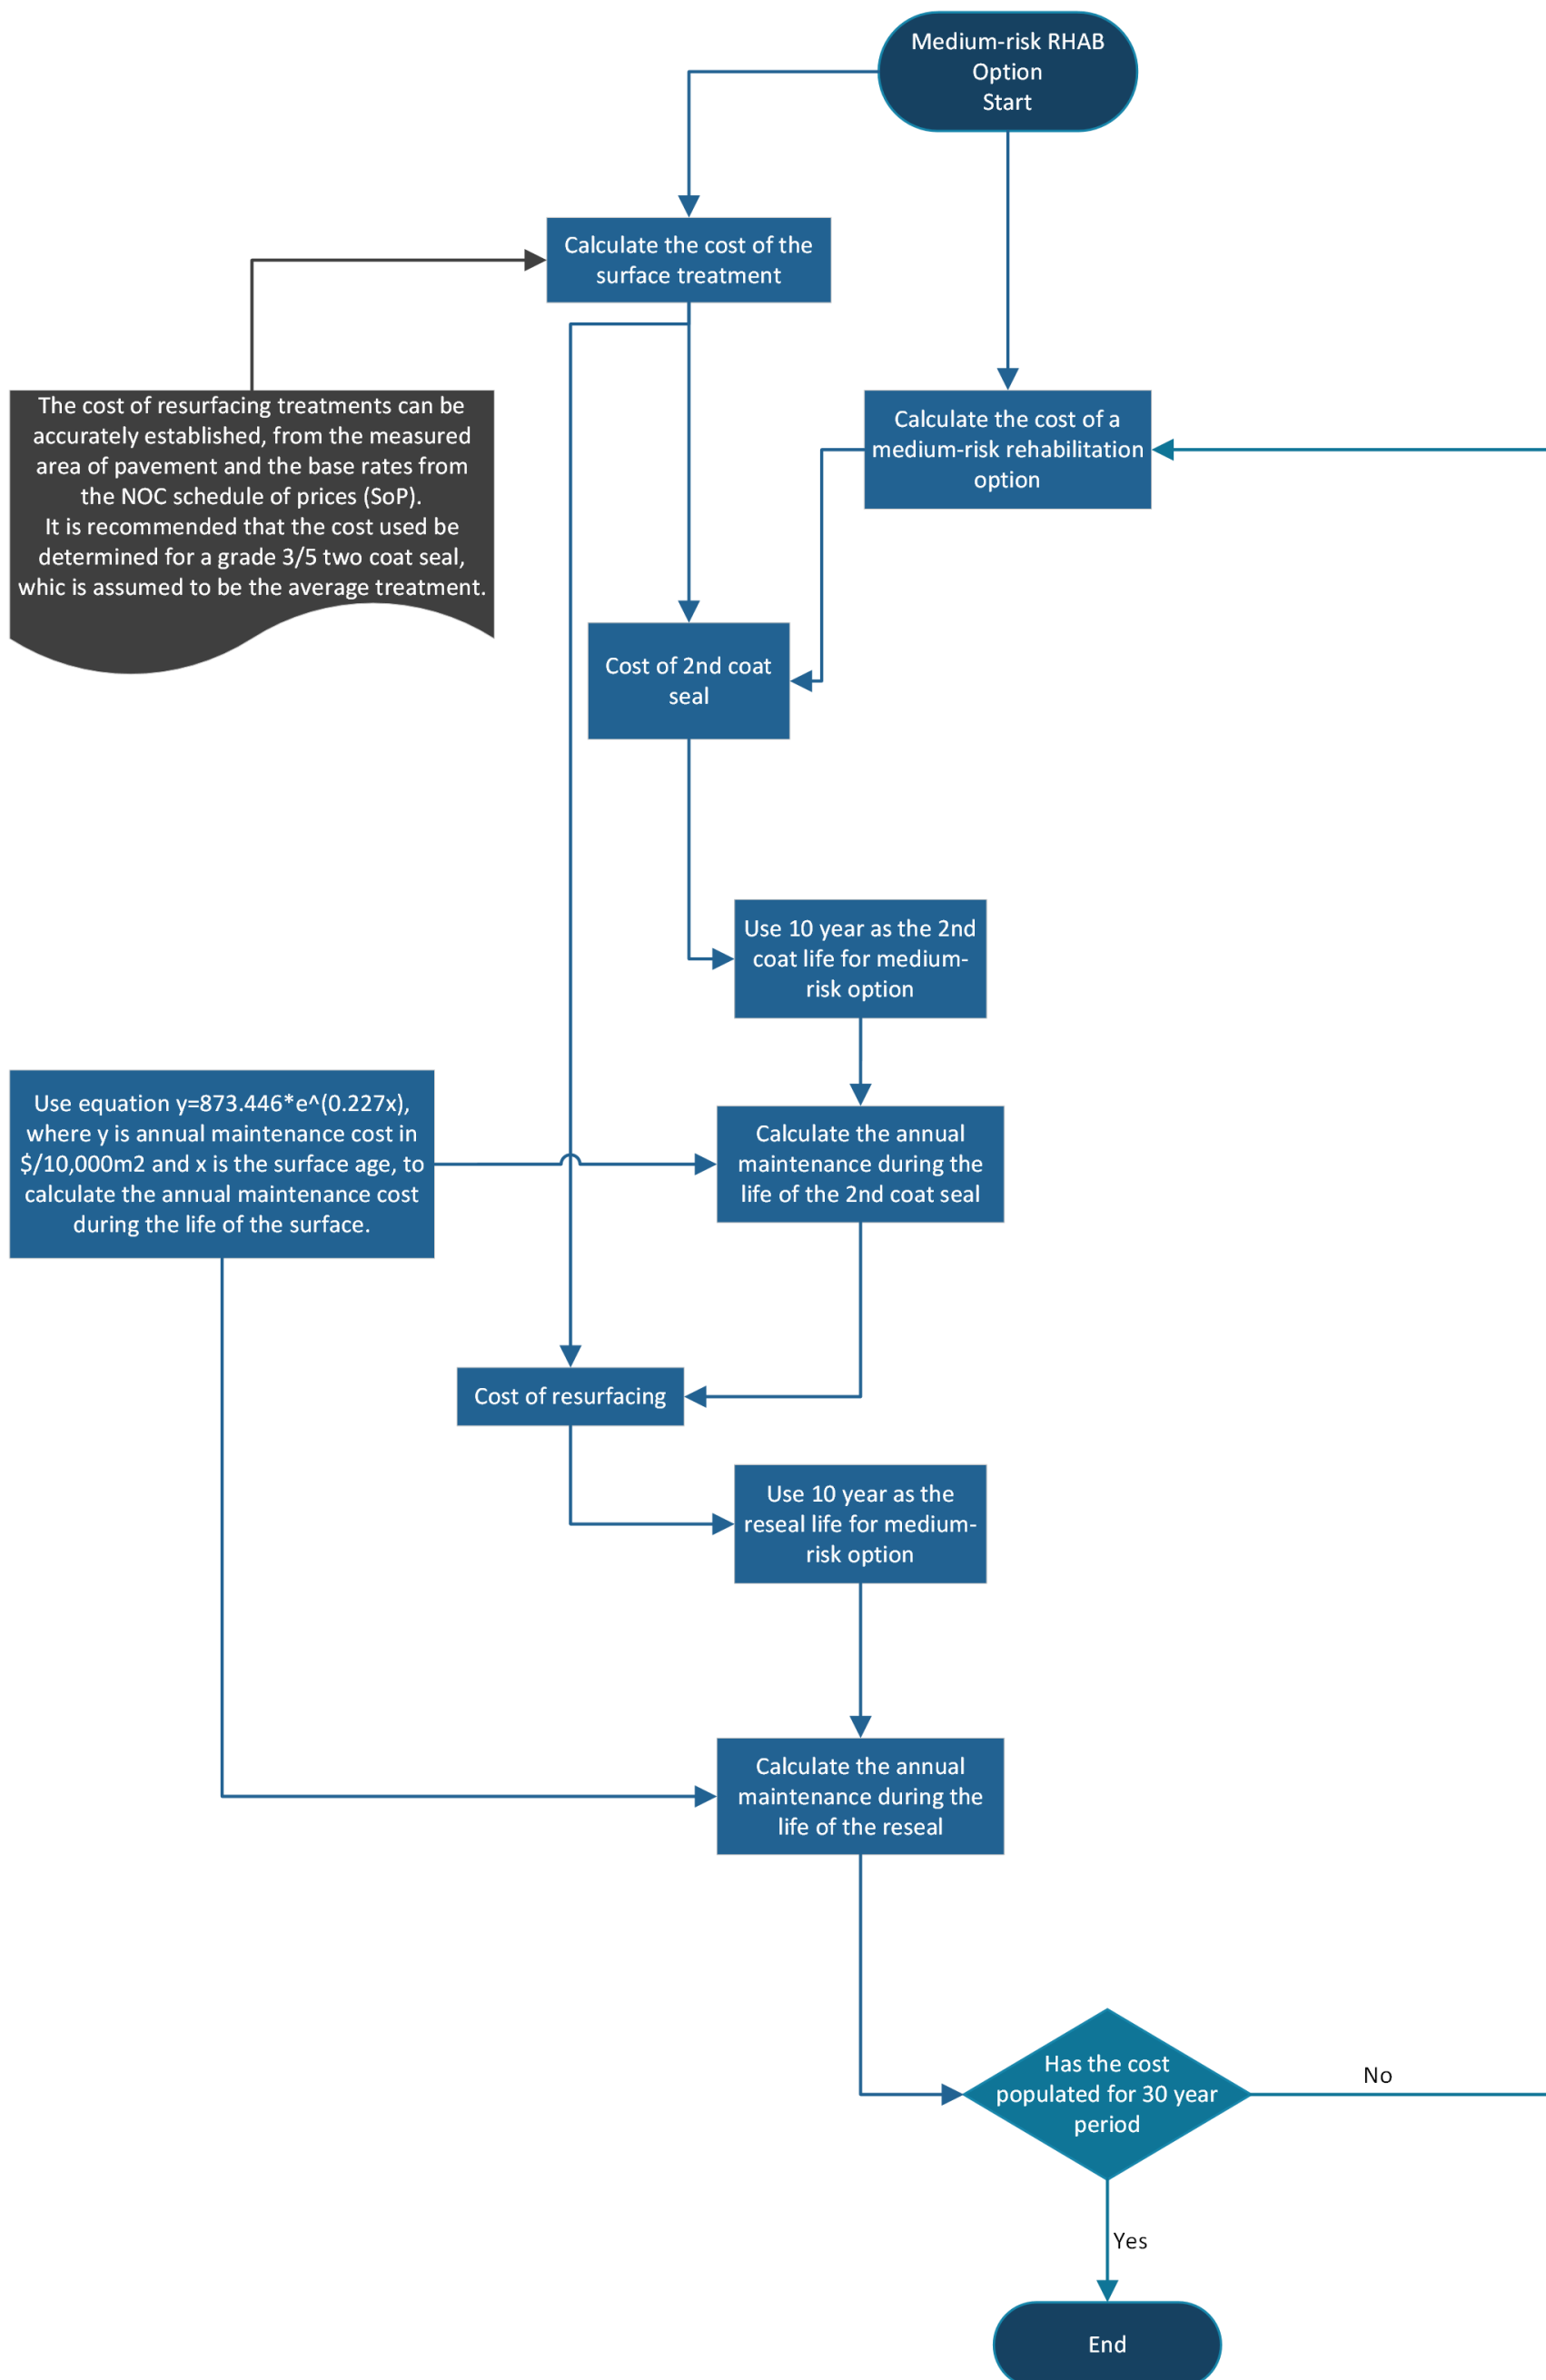 Medium-risk RHAB
Option
Start
Calculate the cost of the
surface treatment
The cost of resurfacing treatments can be
accurately established, from the measured
area of pavement and the base rates from
the NOC schedule of prices (SoP).
It is recommended that the cost used be
determined for a grade 3/5 two coat seal,
whic is assumed to be the average treatment.
Calculate the cost of a
medium-risk rehabilitation
option
Cost of 2nd coat
seal
Use 10 year as the 2nd
coat life for medium-
risk option
Use equation y=873.446*e^(0.227x),
where y is annual maintenance cost in
$/10,000m2 and x is the surface age, to
calculate the annual maintenance cost
during the life of the surface.
Calculate the annual
maintenance during the
life of the 2nd coat seal
Cost of resurfacing
Use 10 year as the
reseal life for medium-
risk option
Calculate the annual
maintenance during the
life of the reseal
Has the cost
populated for 30 year
period
No
Yes
End